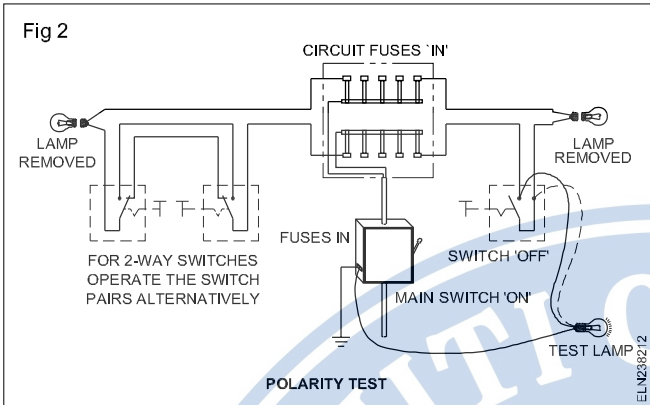 Fig 2
CIRCUIT FUSES `IN'
LAMP
REMOVED
LAMP
REMOVED
FUSES IN
SWITCH 'OFF'
FOR 2-WAY SWITCHES
OPERATE THE SWITCH
PAIRS ALTERNATIVELY
MAIN SWITCH 'ON'
TEST LAMP
POLARITY TEST
ELN238212